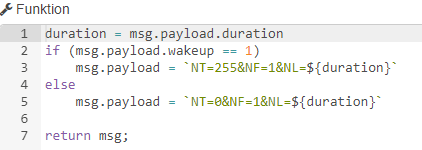 Funktion
1 duration = msg.payload.duration
2 if (msg.payload.wakeup == 1)
3     msg.payload = `NT=255&NF=1&NL=${duration}`
4 else
5     msg.payload = `NT=0&NF=1&NL=${duration}`
6
7 return msg;